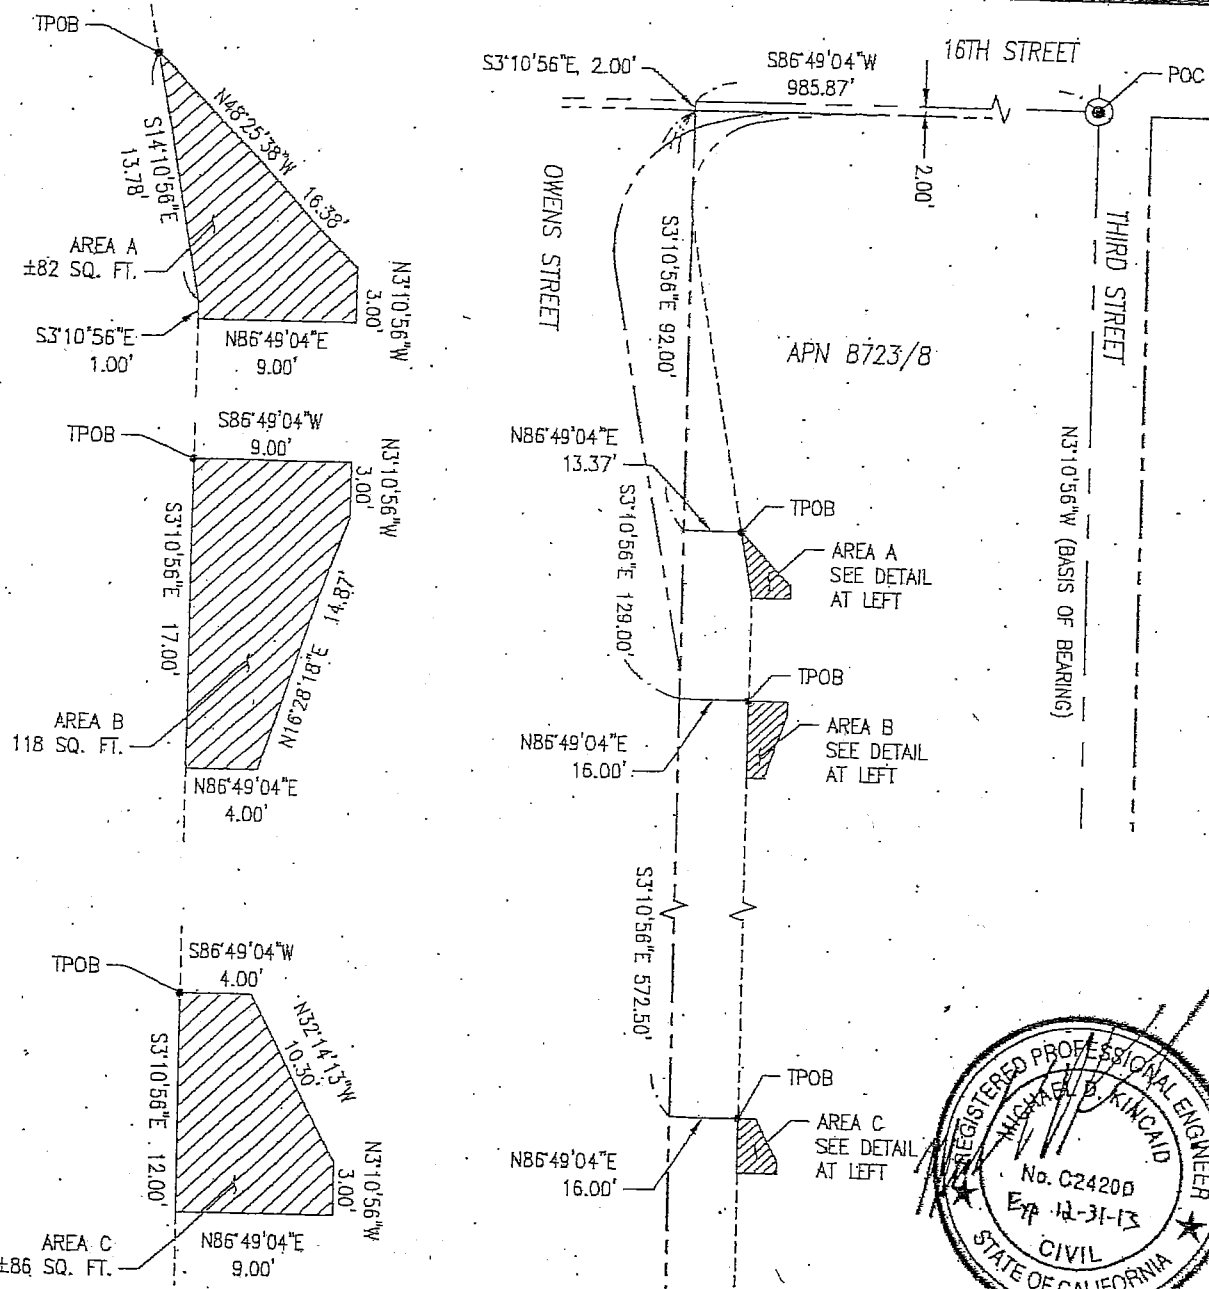 TPOB
N48°25'38"W 16.38'
S14°10'56"E
13.78'
AREA A
±82 SQ. FT.
N3°10'56"W
3.00'
S3°10'56"E
1.00'
N86°49'04"E
9.00'
S86°49'04"W
9.00'
TPOB
N3°10'56"W
3.00'
S3°10'56"E 17.00'
N16°28'18"E 14.87'
AREA B
118 SQ. FT.
N86°49'04"E
4.00'
S86°49'04"W
4.00'
TPOB
N32°14'13"W
10.30'
S3°10'56"E 12.00'
N3°10'56"W
3.00'
AREA C
±86 SQ. FT.
N86°49'04"E
9.00'
S3°10'56"E, 2.00'
S86°49'04"W
985.87'
16TH STREET
POC
2.00'
OWENS STREET
S3°10'56"E 92.00'
THIRD STREET
APN 8723/8
N3°10'56"W (BASIS OF BEARING)
N86°49'04"E
13.37'
TPOB
S3°10'56"E 129.00'
AREA A
SEE DETAIL
AT LEFT
TPOB
N86°49'04"E
16.00'
AREA B
SEE DETAIL
AT LEFT
S3°10'56"E 572.50'
TPOB
N86°49'04"E
16.00'
AREA C
SEE DETAIL
AT LEFT
REGISTERED PROFESSIONAL ENGINEER
MICHAEL D. KINCAID
No. C24200
Exp 12-31-13
CIVIL
STATE OF CALIFORNIA